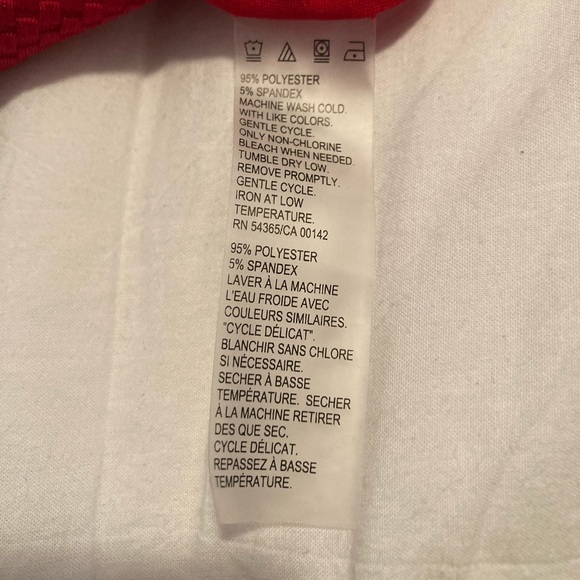 95% POLYESTER
5% SPANDEX
MACHINE WASH COLD.
WITH LIKE COLORS.
GENTLE CYCLE.
ONLY NON-CHLORINE
BLEACH WHEN NEEDED.
TUMBLE DRY LOW.
REMOVE PROMPTLY.
GENTLE CYCLE.
IRON AT LOW
TEMPERATURE.
RN 54365/CA 00142
95% POLYESTER
5% SPANDEX
LAVER À LA MACHINE
L'EAU FROIDE AVEC
COULEURS SIMILAIRES.
"CYCLE DÉLICAT".
BLANCHIR SANS CHLORE
SI NÉCESSAIRE.
SECHER À BASSE
TEMPÉRATURE. SECHER
À LA MACHINE RETIRER
DES QUE SEC.
CYCLE DÉLICAT.
REPASSEZ À BASSE
TEMPÉRATURE.